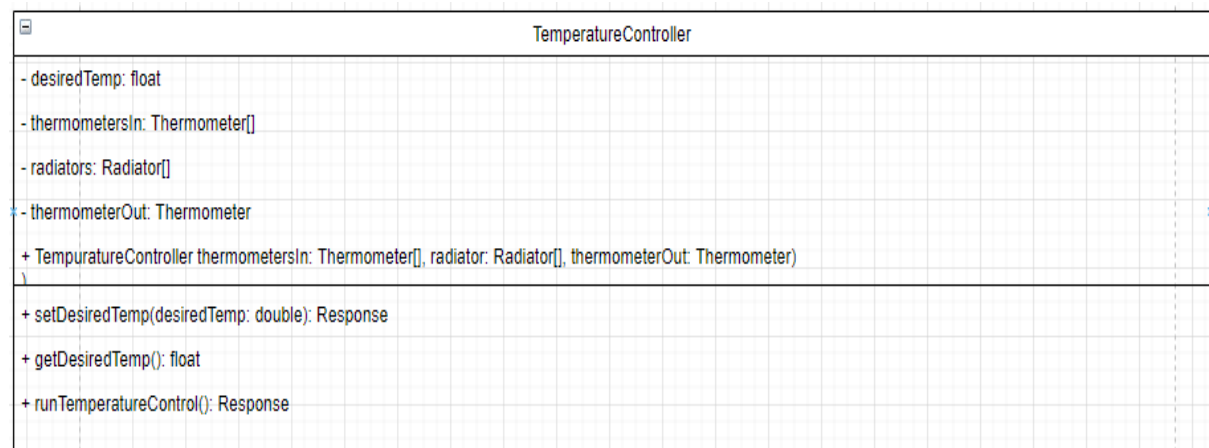 TemperatureController
- desiredTemp: float
- thermometersIn: Thermometer[]
- radiators: Radiator[]
- thermometerOut: Thermometer
+ TempuratureController thermometersIn: Thermometer[], radiator: Radiator[], thermometerOut: Thermometer)
)
+ setDesiredTemp(desiredTemp: double): Response
+ getDesiredTemp(): float
+ runTemperatureControl(): Response